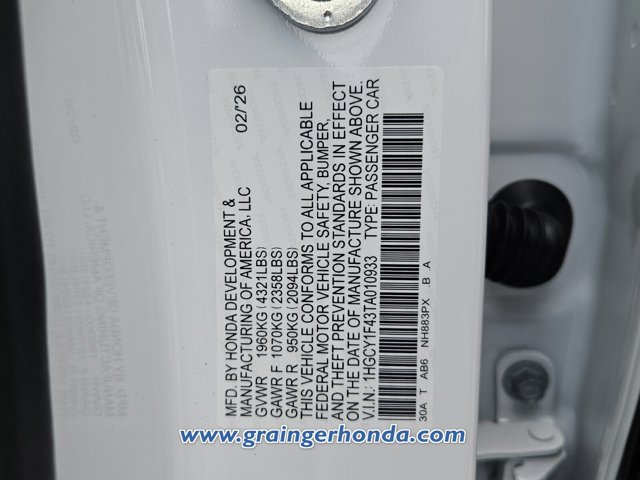 MFD. BY HONDA DEVELOPMENT & 02/'26
MANUFACTURING OF AMERICA, LLC
GVWR 1960KG(4321LBS)
GAWR F 1070KG(2358LBS)
GAWR R 950KG(2094LBS)
THIS VEHICLE CONFORMS TO ALL APPLICABLE
FEDERAL MOTOR VEHICLE SAFETY, BUMPER,
AND THEFT PREVENTION STANDARDS IN EFFECT
ON THE DATE OF MANUFACTURE SHOWN ABOVE.
V.I.N.: 1HGCY1F43TA010933 TYPE: PASSENGER CAR
30A T AB6 NH883PX .B A
www.graingerhonda.com